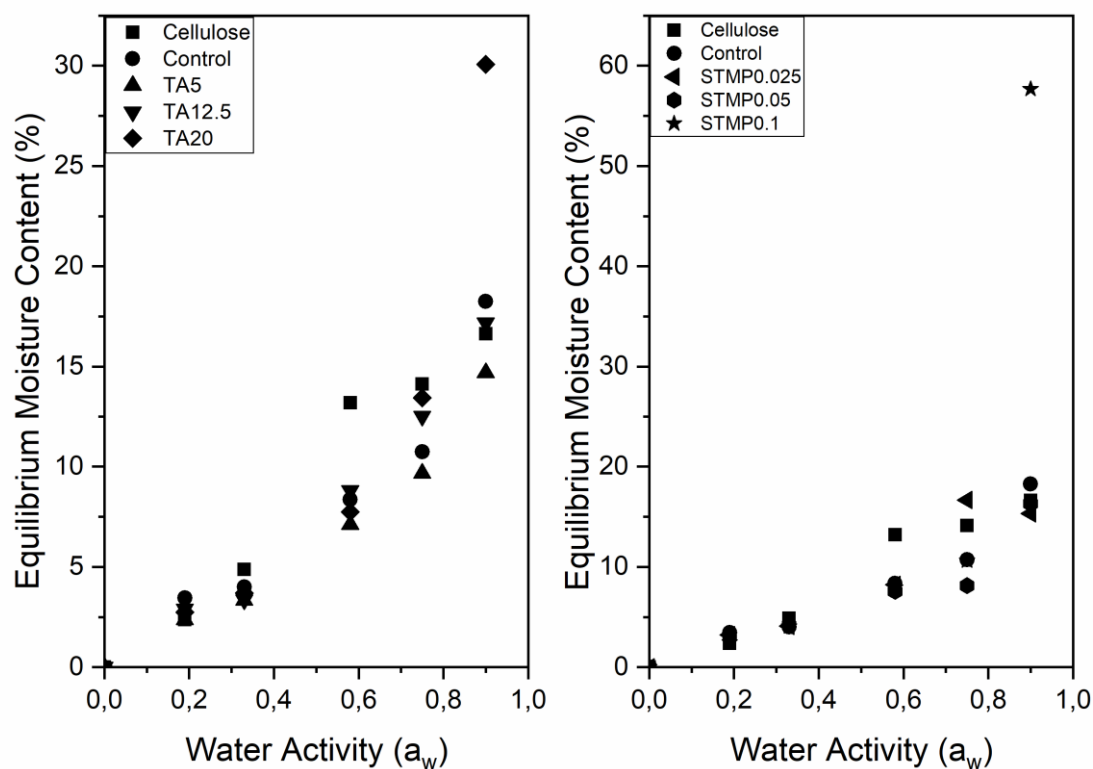 Equilibrium Moisture Content (%)
30
25
20
15
10
5
0
Cellulose
Control
TA5
TA12.5
TA20
0,0 0,2 0,4 0,6 0,8 1,0
Water Activity (aw)
Equilibrium Moisture Content (%)
60
50
40
30
20
10
0
Cellulose
Control
STMP0.025
STMP0.05
STMP0.1
0,0 0,2 0,4 0,6 0,8 1,0
Water Activity (aw)